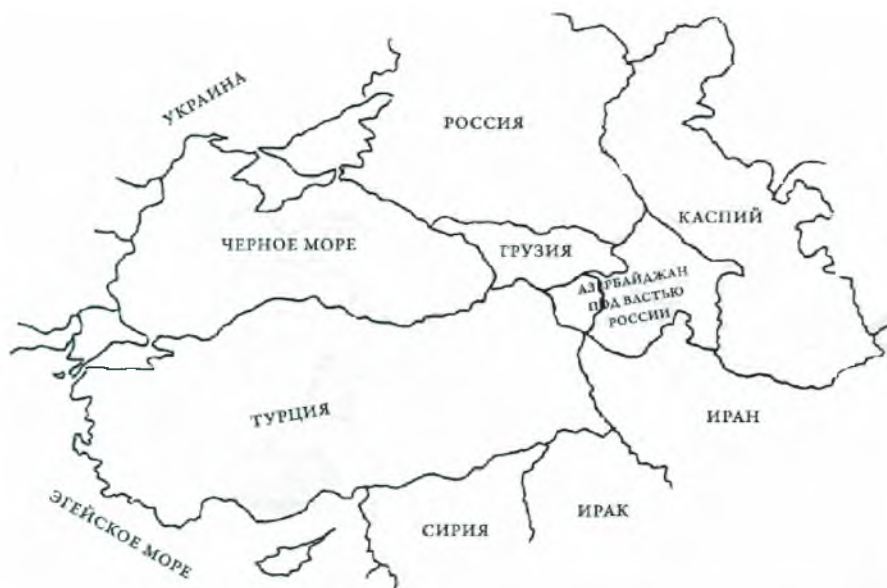 УКРАИНА
РОССИЯ
КАСПИЙ
ЧЕРНОЕ МОРЕ
ГРУЗИЯ
АЗЕРБАЙДЖАН
ПОД ВАСТЬЮ
РОССИИ
ТУРЦИЯ
ИРАН
ЭГЕЙСКОЕ МОРЕ
СИРИЯ
ИРАК